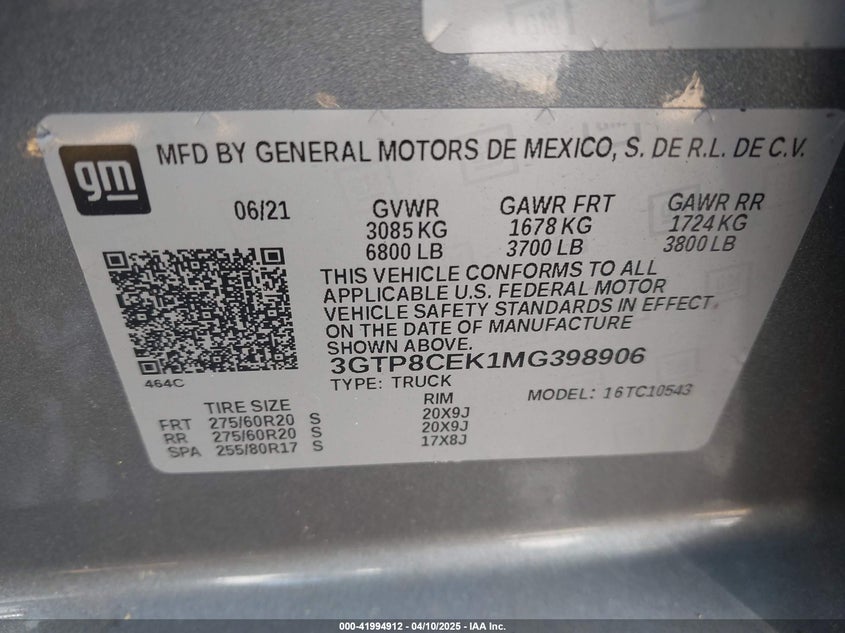 gm
MFD BY GENERAL MOTORS DE MEXICO, S. DE R.L. DE C.V.
06/21 GVWR GAWR FRT GAWR RR
3085 KG 1678 KG 1724 KG
6800 LB 3700 LB 3800 LB
THIS VEHICLE CONFORMS TO ALL
APPLICABLE U.S. FEDERAL MOTOR
VEHICLE SAFETY STANDARDS IN EFFECT
ON THE DATE OF MANUFACTURE
SHOWN ABOVE.
3GTP8CEK1MG398906
464C
TYPE: TRUCK
MODEL: 16TC10543
TIRE SIZE RIM
FRT 275/60R20 S 20X9J
RR 275/60R20 S 20X9J
SPA 255/80R17 S 17X8J
000-41994912 - 04/10/2025 - IAA Inc.